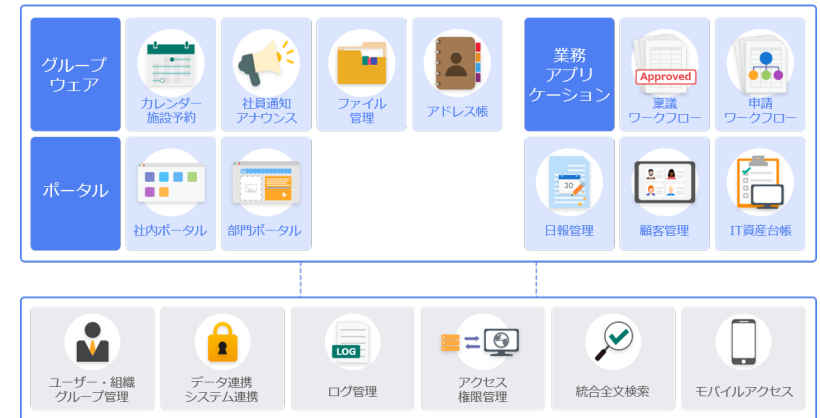 グループ
ウェア
カレンダー
施設予約
社員通知
アナウンス
ファイル
管理
アドレス帳
業務
アプリ
ケーション
Approved
稟議
ワークフロー
申請
ワークフロー
ポータル
社内ポータル
部門ポータル
30
日報管理
顧客管理
IT資産台帳
ユーザー・組織
グループ管理
データ連携
システム連携
LOG
ログ管理
アクセス
権限管理
統合全文検索
モバイルアクセス